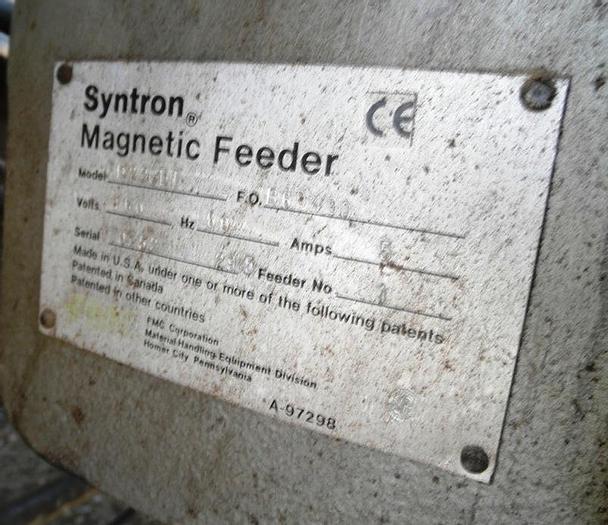 Syntron®
CE
Magnetic Feeder
Model F.O.
Volts Hz Amps
Serial Feeder No
Made in U.S.A. under one or more of the following patents
Patented in Canada
Patented in other countries
FMC Corporation
Material Handling Equipment Division
Homer City Pennsylvania
A-97298